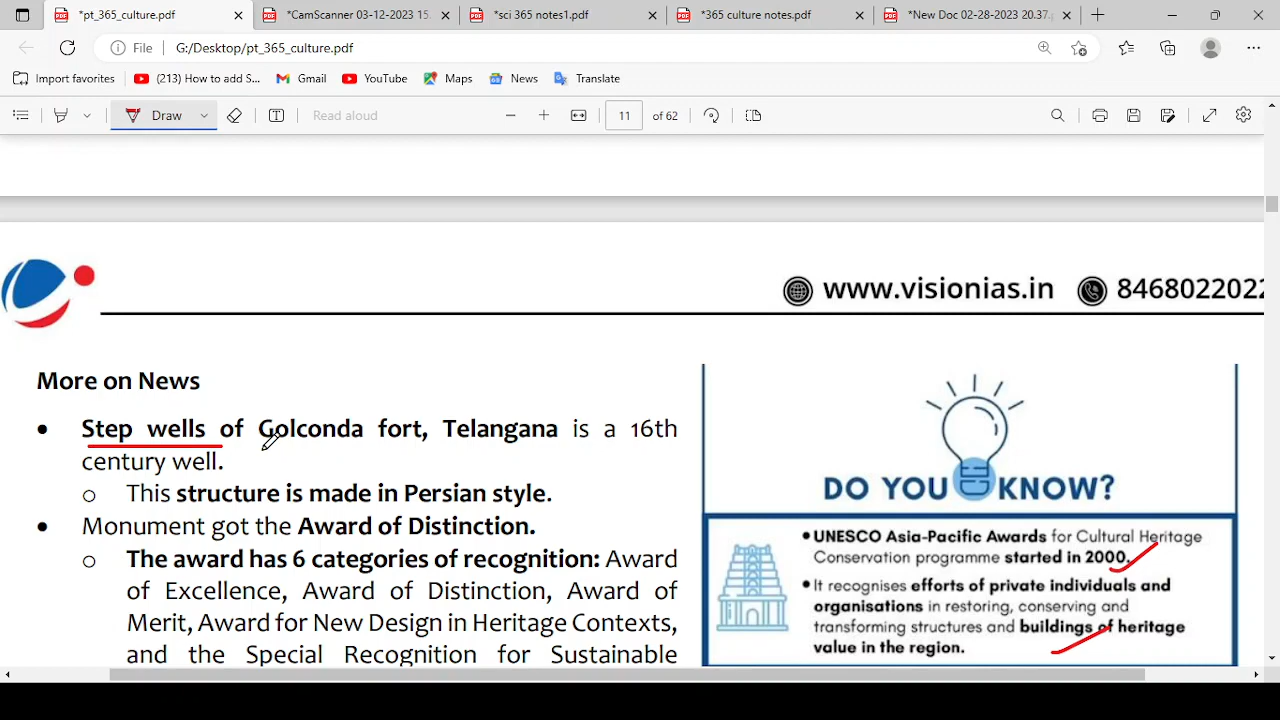 *pt_365_culture.pdf
*CamScanner 03-12-2023 15.
*sci 365 notes1.pdf
*365 culture notes.pdf
*New Doc 02-28-2023 20.37.p
File
G:/Desktop/pt_365_culture.pdf
Import favorites
(213) How to add S...
Gmail
YouTube
Maps
News
Translate
Draw
Read aloud
11
of 62
www.visionias.in
8468022022
More on News
• Step wells of Golconda fort, Telangana is a 16th
century well.
o This structure is made in Persian style.
• Monument got the Award of Distinction.
o The award has 6 categories of recognition: Award
of Excellence, Award of Distinction, Award of
Merit, Award for New Design in Heritage Contexts,
and the Special Recognition for Sustainable
DO YOU KNOW?
• UNESCO Asia-Pacific Awards for Cultural Heritage
Conservation programme started in 2000.
• It recognises efforts of private individuals and
organisations in restoring, conserving and
transforming structures and buildings of heritage
value in the region.